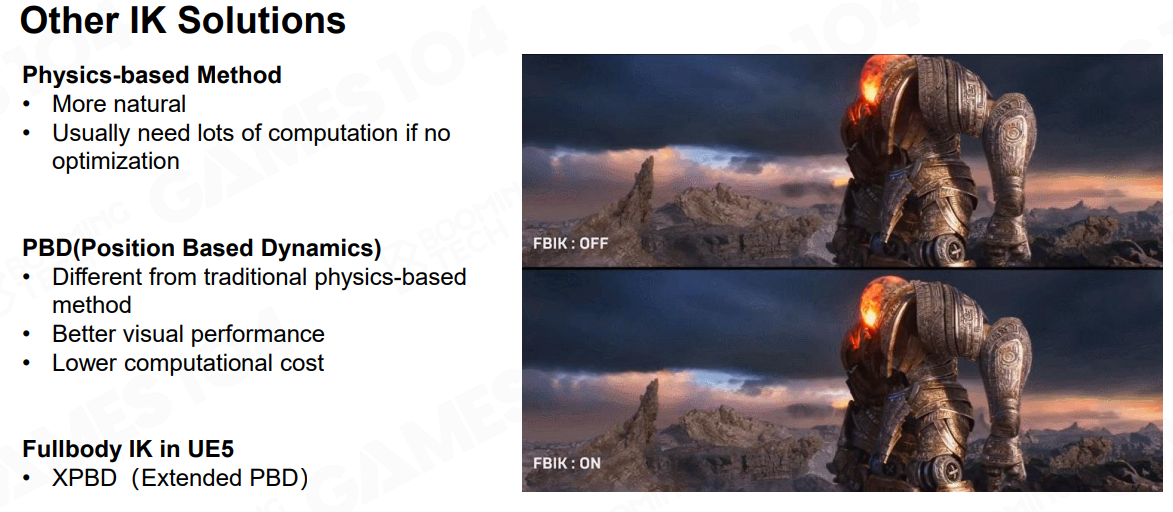 Other IK Solutions
Physics-based Method
• More natural
• Usually need lots of computation if no
optimization
PBD(Position Based Dynamics)
• Different from traditional physics-based
method
• Better visual performance
• Lower computational cost
Fullbody IK in UE5
• XPBD（Extended PBD）
FBIK : OFF
FBIK : ON
GAMES104
BOOMING
TECH